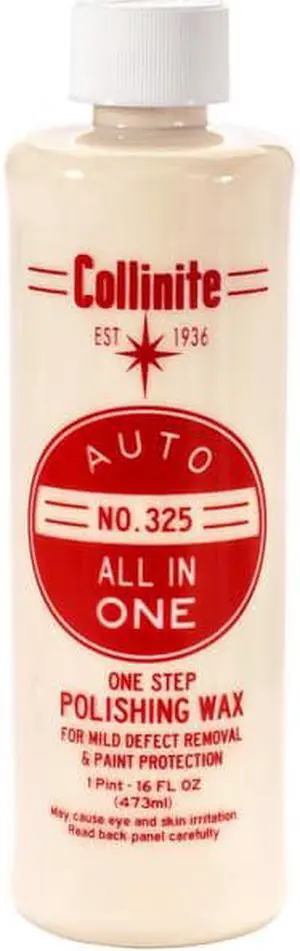 Collinite
EST 1936
AUTO
NO. 325
ALL IN
ONE
ONE STEP
POLISHING WAX
FOR MILD DEFECT REMOVAL
& PAINT PROTECTION
1 Pint - 16 FL OZ
(473ml)
May cause eye and skin irritation.
Read back panel carefully